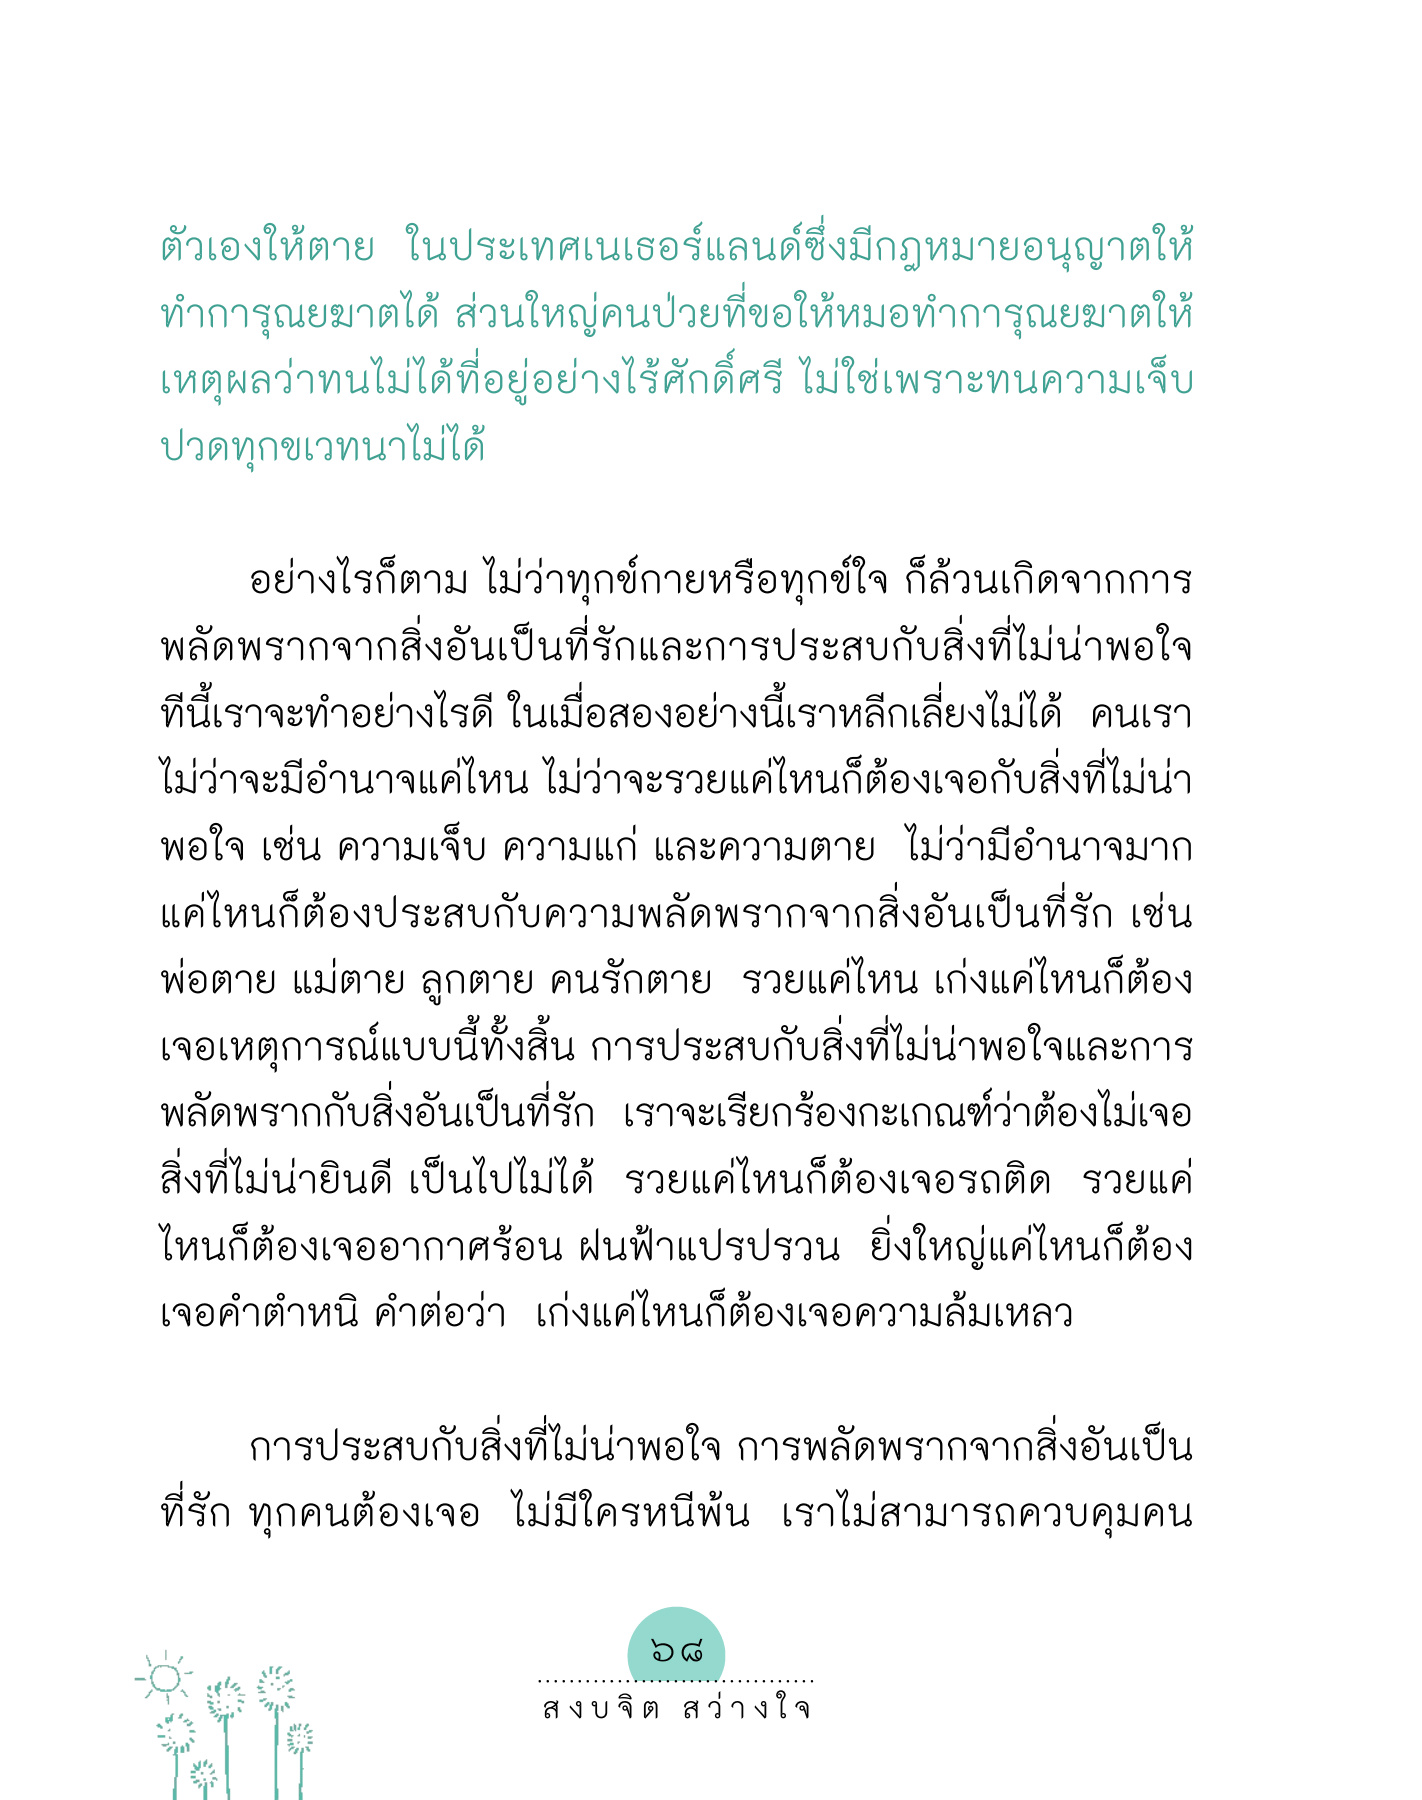 ตัวเองให้ตาย  ในประเทศเนเธอร์แลนด์ซึ่งมีกฎหมายอนุญาตให้
ทำการุณยฆาตได้ ส่วนใหญ่คนป่วยที่ขอให้หมอทำการุณยฆาตให้
เหตุผลว่าทนไม่ได้ที่อยู่อย่างไร้ศักดิ์ศรี ไม่ใช่เพราะทนความเจ็บ
ปวดทุกขเวทนาไม่ได้
อย่างไรก็ตาม ไม่ว่าทุกข์กายหรือทุกข์ใจ ก็ล้วนเกิดจากการ
พลัดพรากจากสิ่งอันเป็นที่รักและการประสบกับสิ่งที่ไม่น่าพอใจ
ทีนี้เราจะทำอย่างไรดี ในเมื่อสองอย่างนี้เราหลีกเลี่ยงไม่ได้  คนเรา
ไม่ว่าจะมีอำนาจแค่ไหน ไม่ว่าจะรวยแค่ไหนก็ต้องเจอกับสิ่งที่ไม่น่า
พอใจ เช่น ความเจ็บ ความแก่ และความตาย  ไม่ว่ามีอำนาจมาก
แค่ไหนก็ต้องประสบกับความพลัดพรากจากสิ่งอันเป็นที่รัก เช่น
พ่อตาย แม่ตาย ลูกตาย คนรักตาย  รวยแค่ไหน เก่งแค่ไหนก็ต้อง
เจอเหตุการณ์แบบนี้ทั้งสิ้น การประสบกับสิ่งที่ไม่น่าพอใจและการ
พลัดพรากกับสิ่งอันเป็นที่รัก  เราจะเรียกร้องกะเกณฑ์ว่าต้องไม่เจอ
สิ่งที่ไม่น่ายินดี เป็นไปไม่ได้  รวยแค่ไหนก็ต้องเจอรถติด  รวยแค่
ไหนก็ต้องเจออากาศร้อน ฝนฟ้าแปรปรวน  ยิ่งใหญ่แค่ไหนก็ต้อง
เจอคำตำหนิ คำต่อว่า  เก่งแค่ไหนก็ต้องเจอความล้มเหลว
การประสบกับสิ่งที่ไม่น่าพอใจ การพลัดพรากจากสิ่งอันเป็น
ที่รัก ทุกคนต้องเจอ  ไม่มีใครหนีพ้น  เราไม่สามารถควบคุมคน
๖๘
สงบจิต สว่างใจ